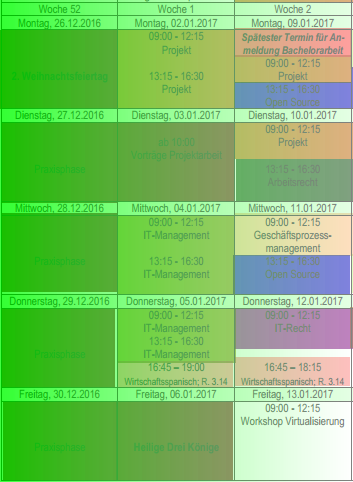 Woche 52 Woche 1 Woche 2
Montag, 26.12.2016 Montag, 02.01.2017 Montag, 09.01.2017
2. Weihnachtsfeiertag
09:00 - 12:15
Projekt
13:15 - 16:30
Projekt
Spätester Termin für An-
meldung Bachelorarbeit
09:00 - 12:15
Projekt
13:15 - 16:30
Open Source
Dienstag, 27.12.2016 Dienstag, 03.01.2017 Dienstag, 10.01.2017
Praxisphase
ab 10:00
Vorträge Projektarbeit
09:00 - 12:15
Projekt
13:15 - 16:30
Arbeitsrecht
Mittwoch, 28.12.2016 Mittwoch, 04.01.2017 Mittwoch, 11.01.2017
Praxisphase
09:00 - 12:15
IT-Management
13:15 - 16:30
IT-Management
09:00 - 12:15
Geschäftsprozess-
management
13:15 - 16:30
Open Source
Donnerstag, 29.12.2016 Donnerstag, 05.01.2017 Donnerstag, 12.01.2017
Praxisphase
09:00 - 12:15
IT-Management
13:15 - 16:30
IT-Management
16:45 – 19:00
Wirtschaftsspanisch; R. 3.14
09:00 - 12:15
IT-Recht
16:45 – 18:15
Wirtschaftsspanisch; R. 3.14
Freitag, 30.12.2016 Freitag, 06.01.2017 Freitag, 13.01.2017
Praxisphase
Heilige Drei Könige
09:00 - 12:15
Workshop Virtualisierung